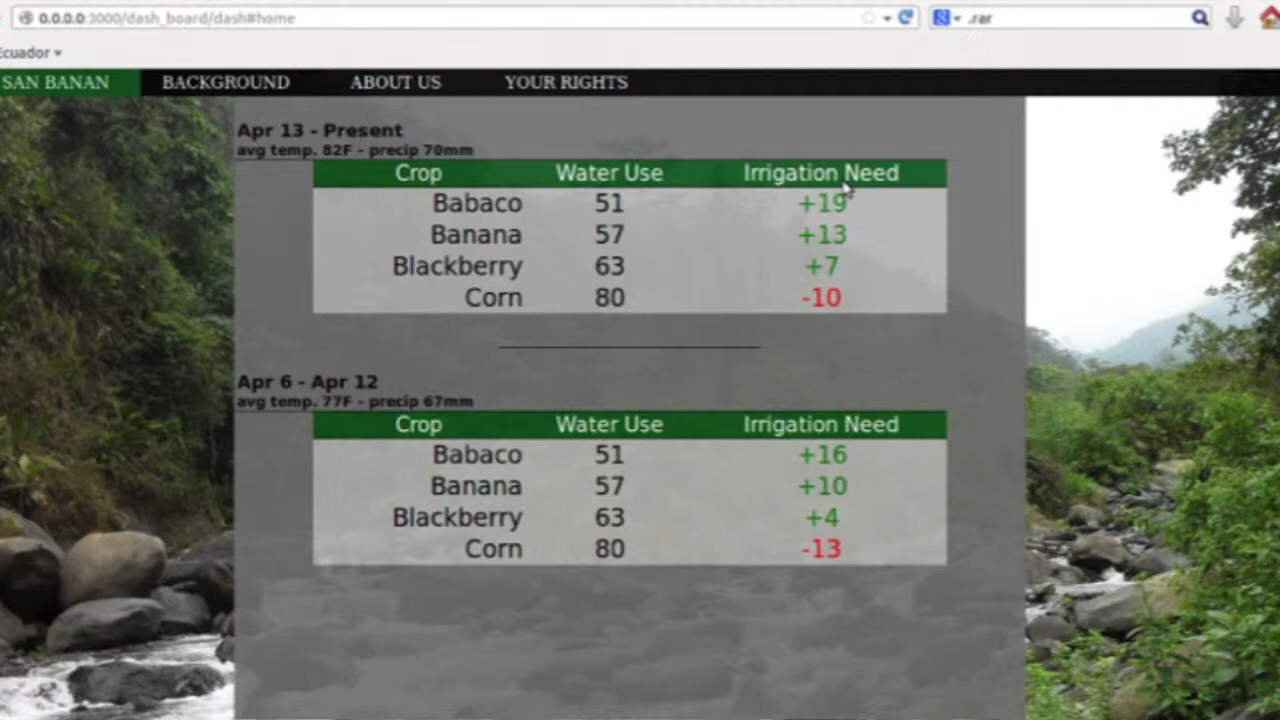 0.0.0.0:3000/dash_board/dash#home
.rar
Ecuador
SAN BANAN BACKGROUND ABOUT US YOUR RIGHTS
Apr 13 - Present
avg temp. 82F - precip 70mm
Crop Water Use Irrigation Need
Babaco 51 +19
Banana 57 +13
Blackberry 63 +7
Corn 80 -10
Apr 6 - Apr 12
avg temp. 77F - precip 67mm
Crop Water Use Irrigation Need
Babaco 51 +16
Banana 57 +10
Blackberry 63 +4
Corn 80 -13